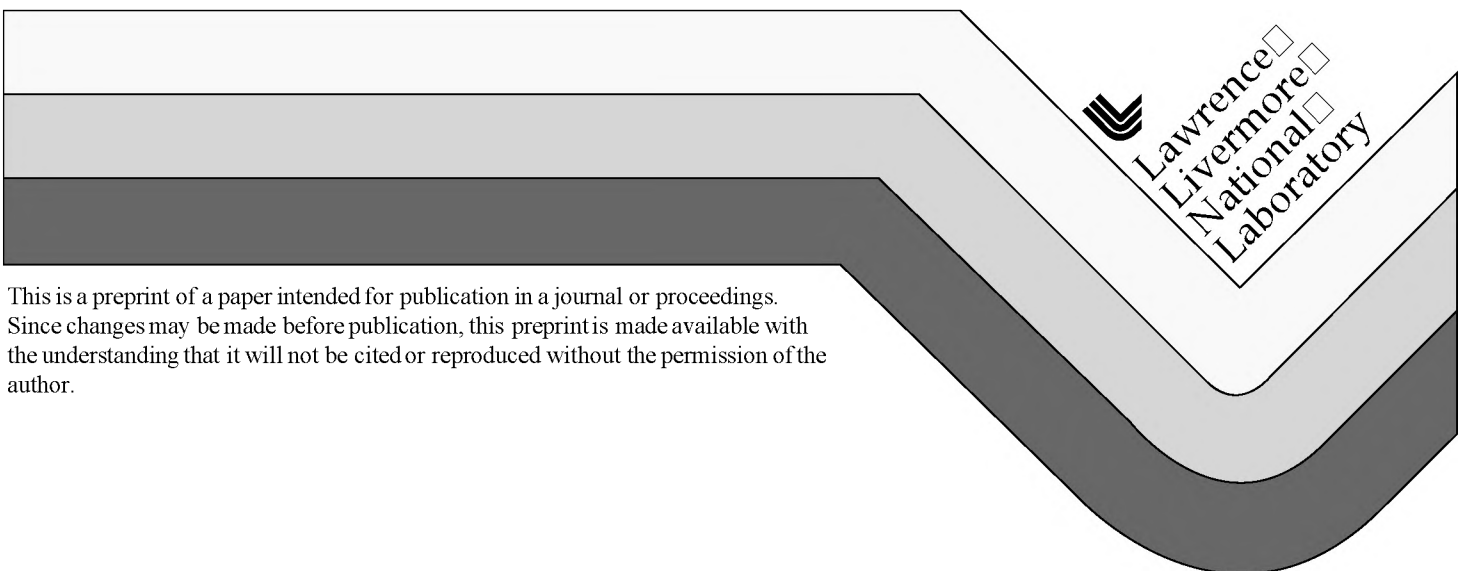 Lawrence
Livermore
National
Laboratory
This is a preprint of a paper intended for publication in a journal or proceedings.
Since changes may be made before publication, this preprint is made available with
the understanding that it will not be cited or reproduced without the permission of the
author.